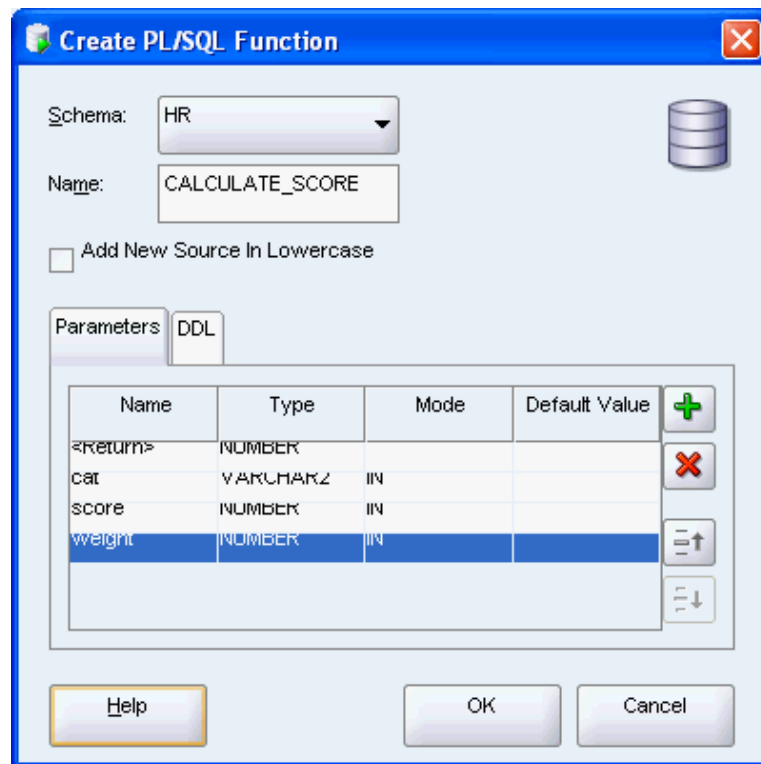 Create PL/SQL Function
Schema: HR
Name: CALCULATE_SCORE
Add New Source In Lowercase
Parameters DDL
Name Type Mode Default Value
<Return> NUMBER
cat VARCHAR2 IN
score NUMBER IN
weight NUMBER IN
Help OK Cancel